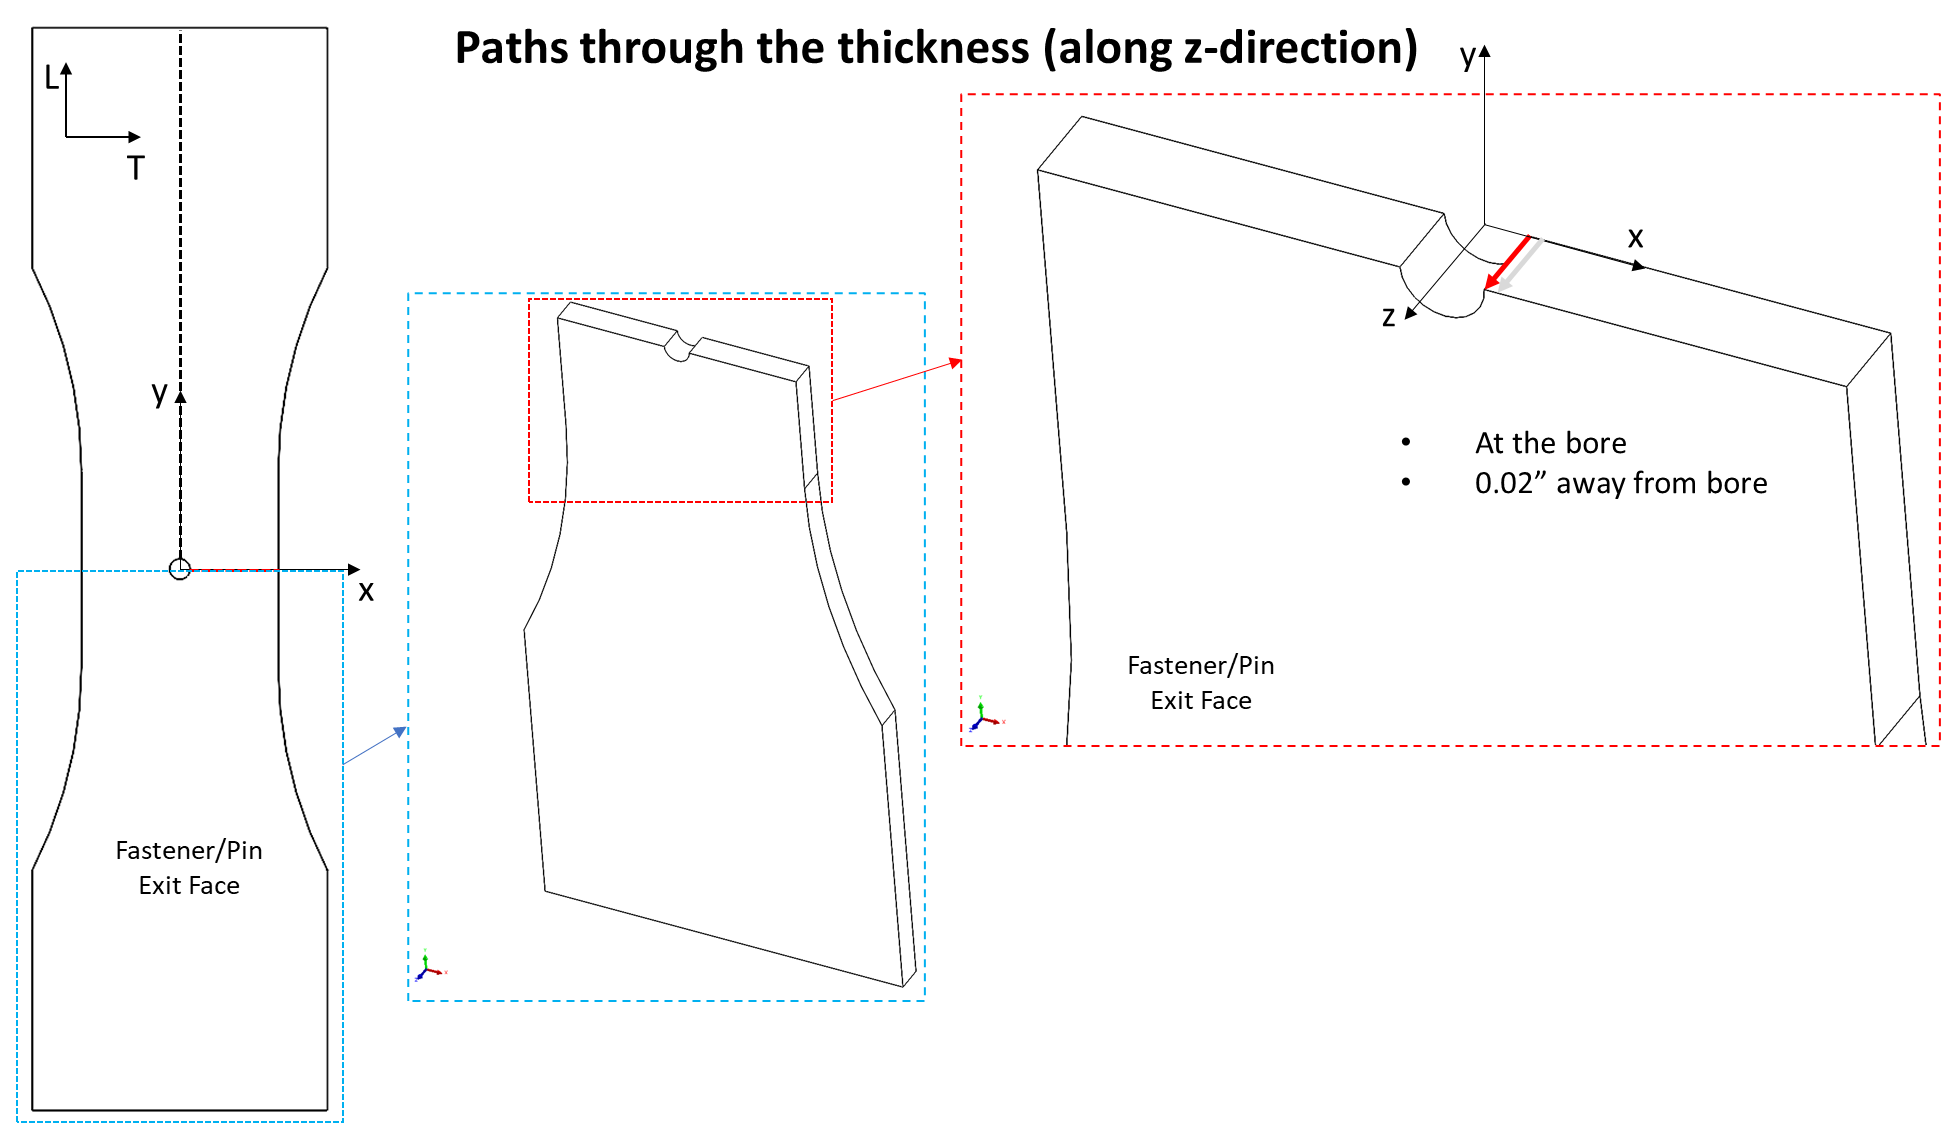 Paths through the thickness (along z-direction)
L
T
y
x
Fastener/Pin
Exit Face
y
x
z
• At the bore
• 0.02” away from bore
Fastener/Pin
Exit Face